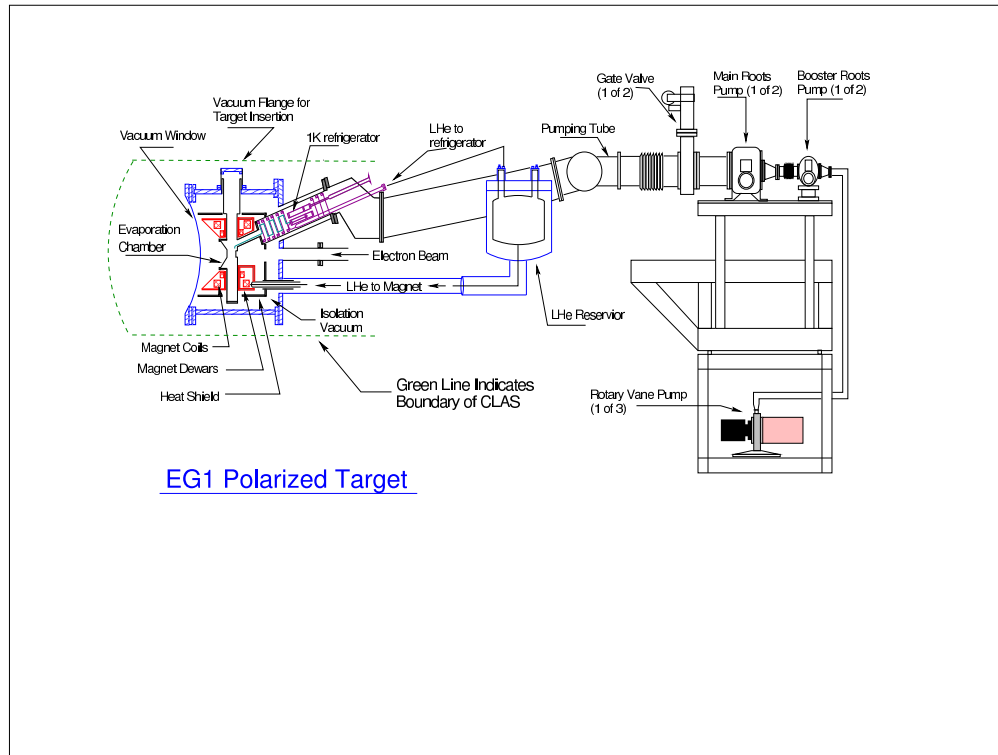 Gate Valve
(1 of 2)
Main Roots
Pump (1 of 2)
Booster Roots
Pump (1 of 2)
Vacuum Flange for
Target Insertion
Vacuum Window
1K refrigerator
LHe to
refrigerator
Pumping Tube
Evaporation
Chamber
Electron Beam
LHe to Magnet
Isolation
Vacuum
LHe Reservior
Magnet Coils
Magnet Dewars
Heat Shield
Green Line Indicates
Boundary of CLAS
Rotary Vane Pump
(1 of 3)
EG1 Polarized Target